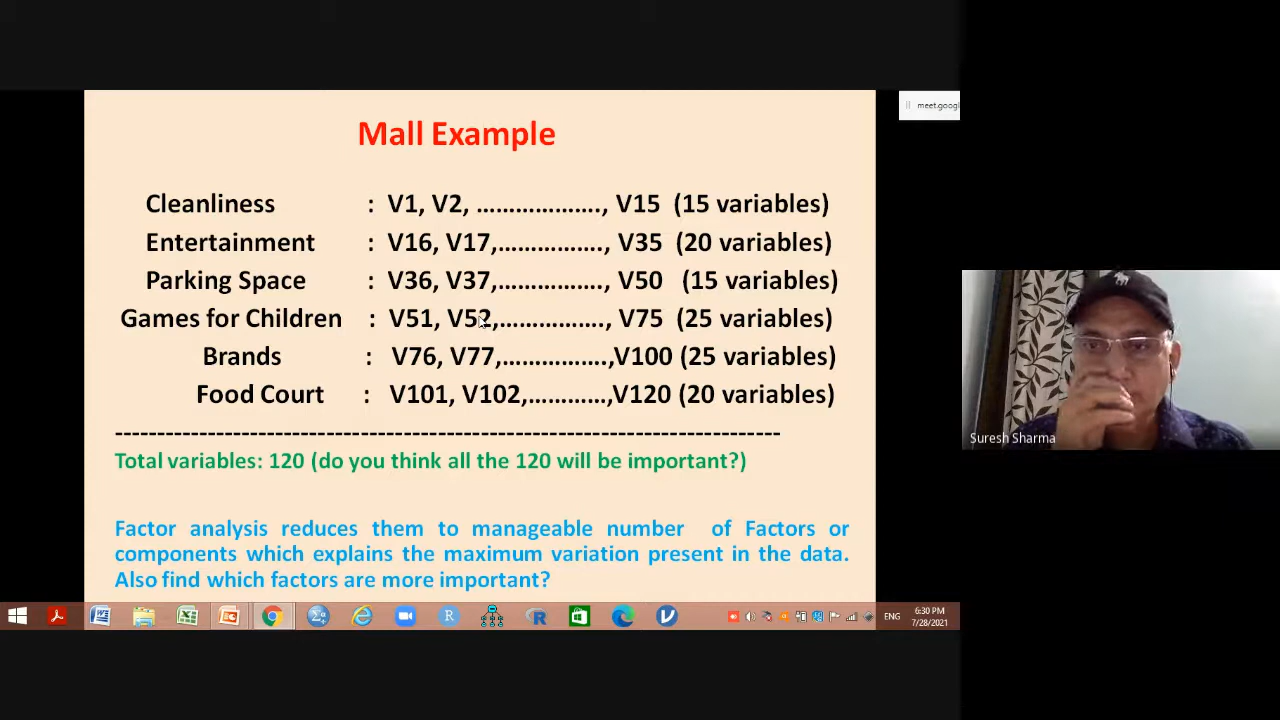 Mall Example
meet.googl
Cleanliness : V1, V2, ………………., V15 (15 variables)
Entertainment : V16, V17,…………….., V35 (20 variables)
Parking Space : V36, V37,…………….., V50 (15 variables)
Games for Children : V51, V52,…………….., V75 (25 variables)
Brands : V76, V77,……………..,V100 (25 variables)
Food Court : V101, V102,…………,V120 (20 variables)
--------------------------------------------------------------------------------
Total variables: 120 (do you think all the 120 will be important?)
Factor analysis reduces them to manageable number of Factors or
components which explains the maximum variation present in the data.
Also find which factors are more important?
Suresh Sharma
ENG
6:30 PM
7/28/2021